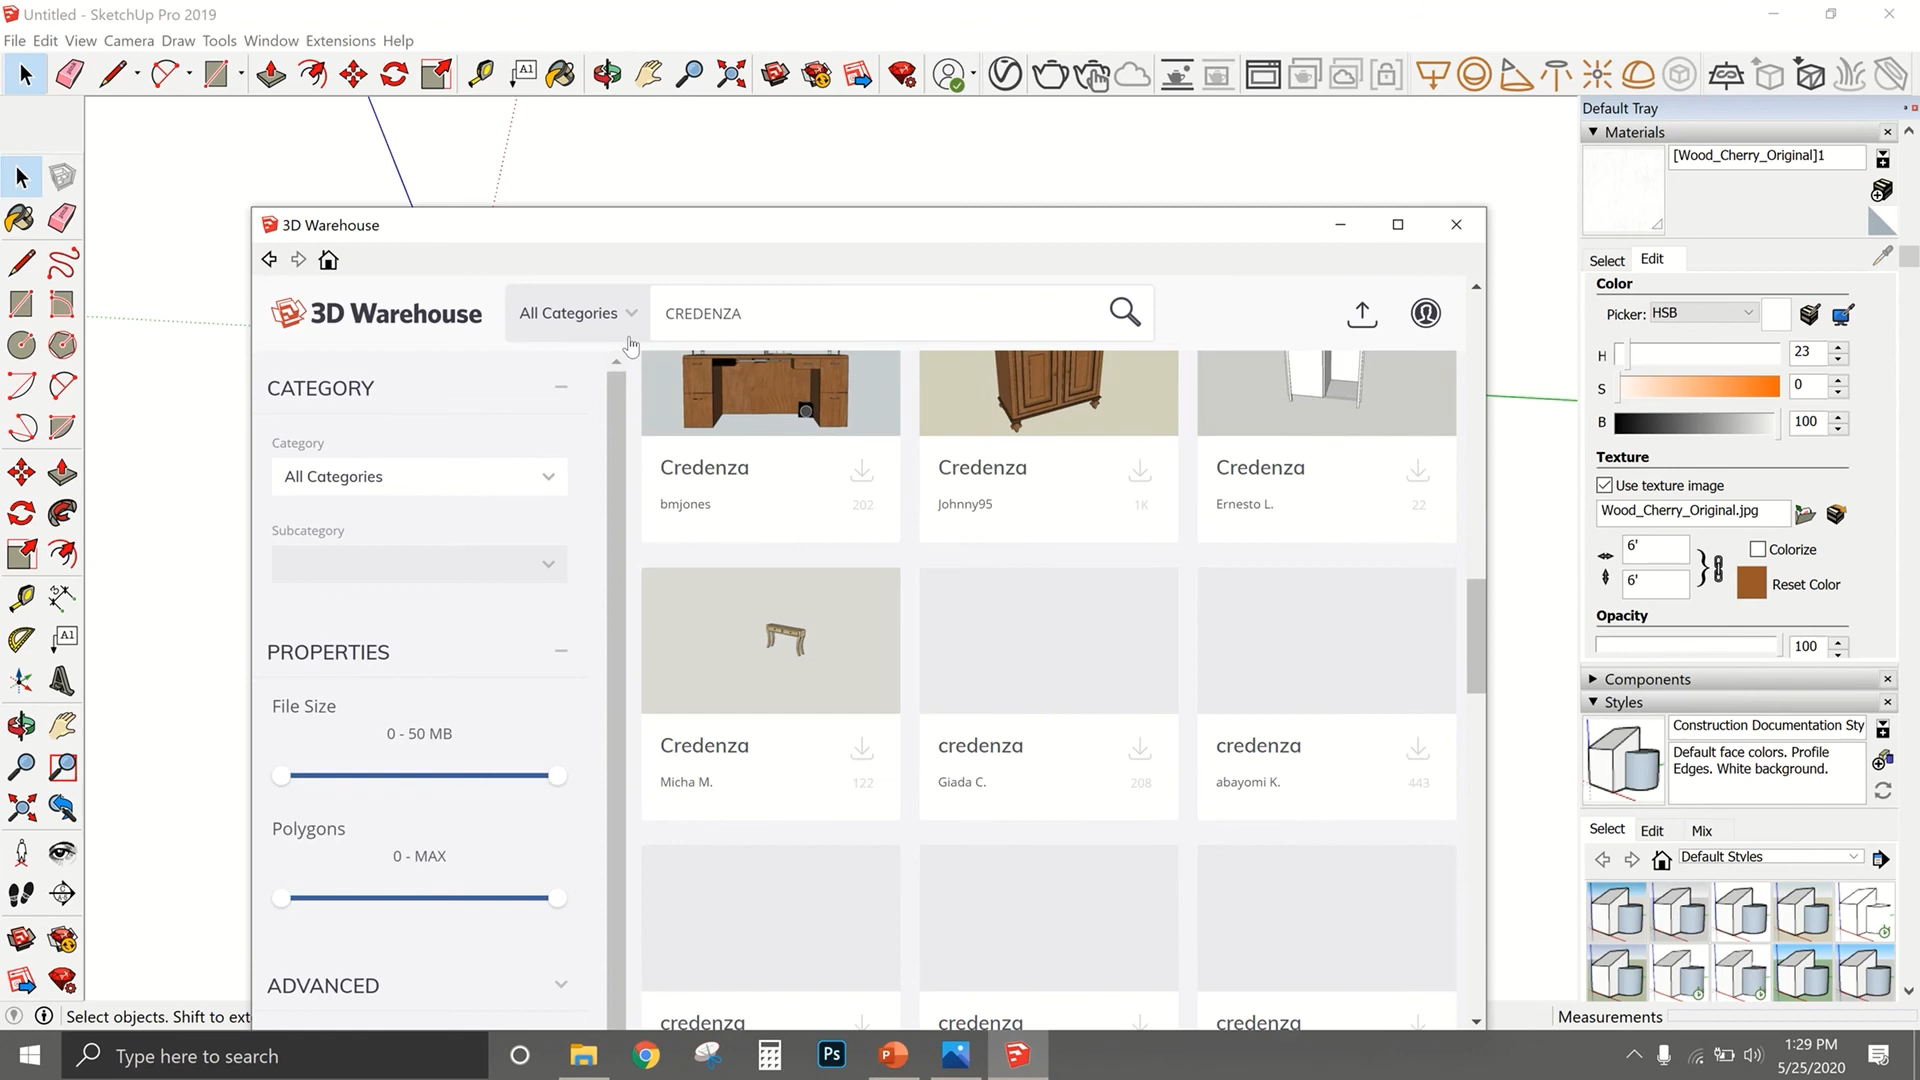 Untitled - SketchUp Pro 2019
File Edit View Camera Draw Tools Window Extensions Help
A1
Default Tray
Materials
[Wood_Cherry_Original]1
Select Edit
Color
Picker: HSB
H 23
S 0
B 100
Texture
Use texture image
Wood_Cherry_Original.jpg
6'
Colorize
6'
Reset Color
Opacity
100
Components
Styles
Construction Documentation Sty
Default face colors. Profile
Edges. White background.
Select Edit Mix
Default Styles
A1
3D Warehouse
3D Warehouse
All Categories
CREDENZA
CATEGORY
Category
All Categories
Subcategory
PROPERTIES
File Size
0 - 50 MB
Polygons
0 - MAX
ADVANCED
Credenza
bmjones 202
Credenza
Johnny95 1K
Credenza
Ernesto L. 22
Credenza
Micha M. 122
credenza
Giada C. 208
credenza
abayomi K. 443
credenza
credenza
credenza
Select objects. Shift to ext
Measurements
Type here to search
Ps
1:29 PM
5/25/2020